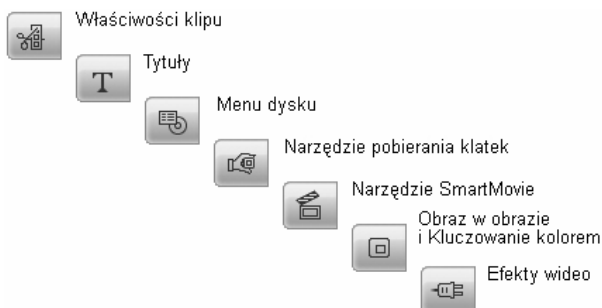 Właściwości klipu
T
Tytuły
Menu dysku
Narzędzie pobierania klatek
Narzędzie SmartMovie
Obraz w obrazie
i Kluczowanie kolorem
Efekty wideo